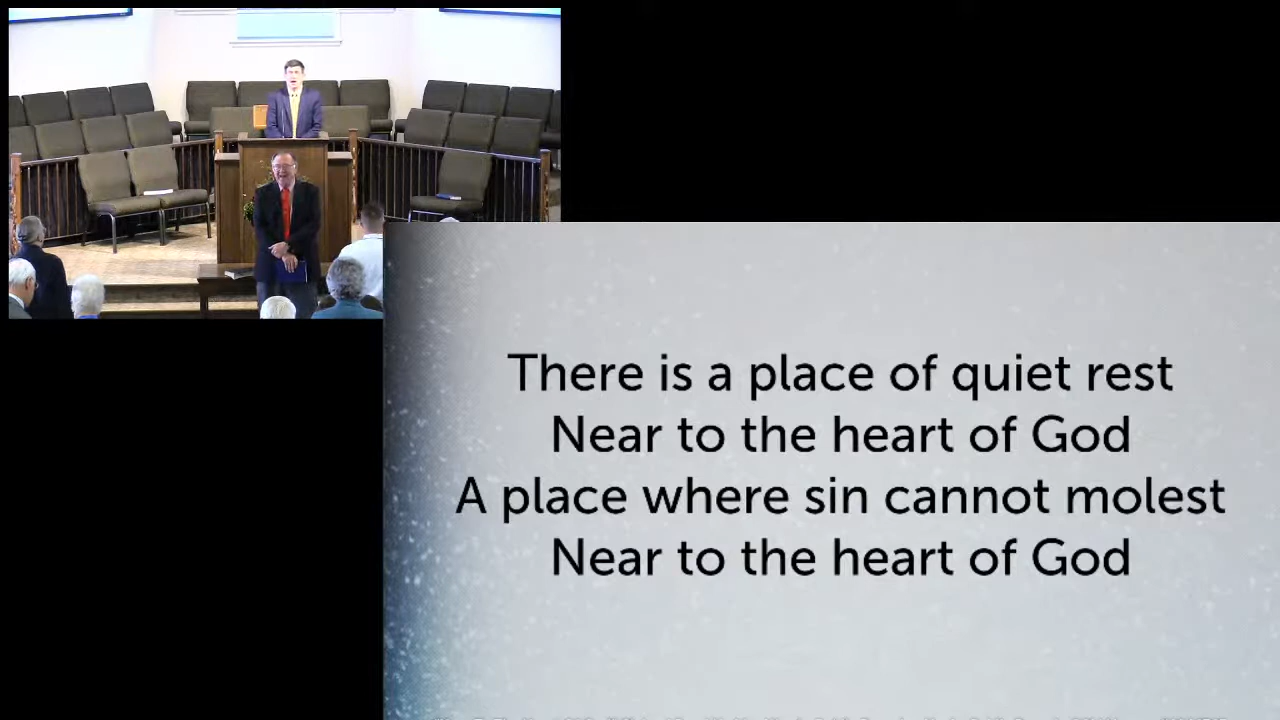 There is a place of quiet rest
Near to the heart of God
A place where sin cannot molest
Near to the heart of God